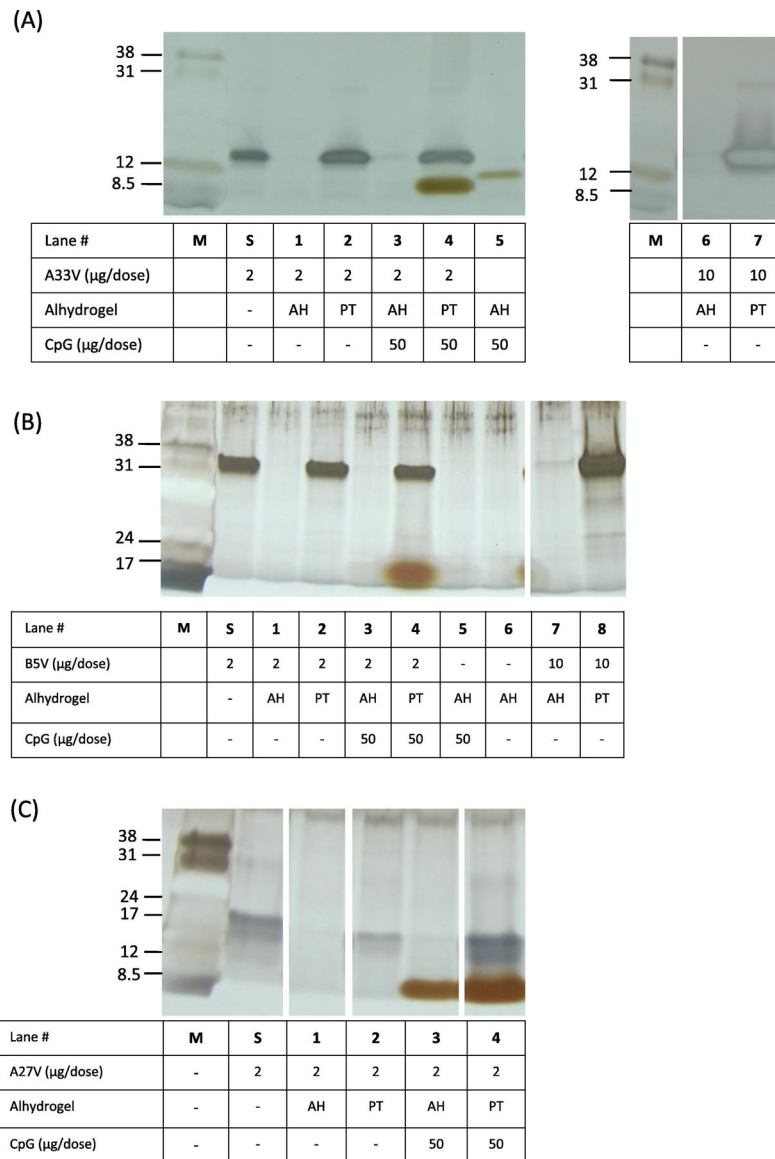 (A)
38
31
12
8.5
Lane # M S 1 2 3 4 5
A33V (µg/dose) 2 2 2 2 2
Alhydrogel - AH PT AH PT AH
CpG (µg/dose) - - - 50 50 50
38
31
12
8.5
M 6 7
10 10
AH PT
- -
(B)
38
31
24
17
Lane # M S 1 2 3 4 5 6 7 8
B5V (µg/dose) 2 2 2 2 2 - - 10 10
Alhydrogel - AH PT AH PT AH AH AH PT
CpG (µg/dose) - - - 50 50 50 - - -
(C)
38
31
24
17
12
8.5
Lane # M S 1 2 3 4
A27V (µg/dose) - 2 2 2 2 2
Alhydrogel - - AH PT AH PT
CpG (µg/dose) - - - - 50 50